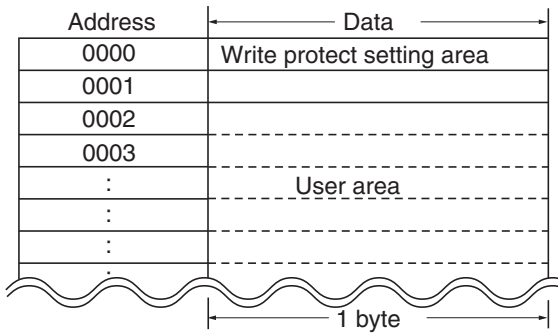 Address Data
0000 Write protect setting area
0001
0002
0003
: User area
:
:
:
1 byte